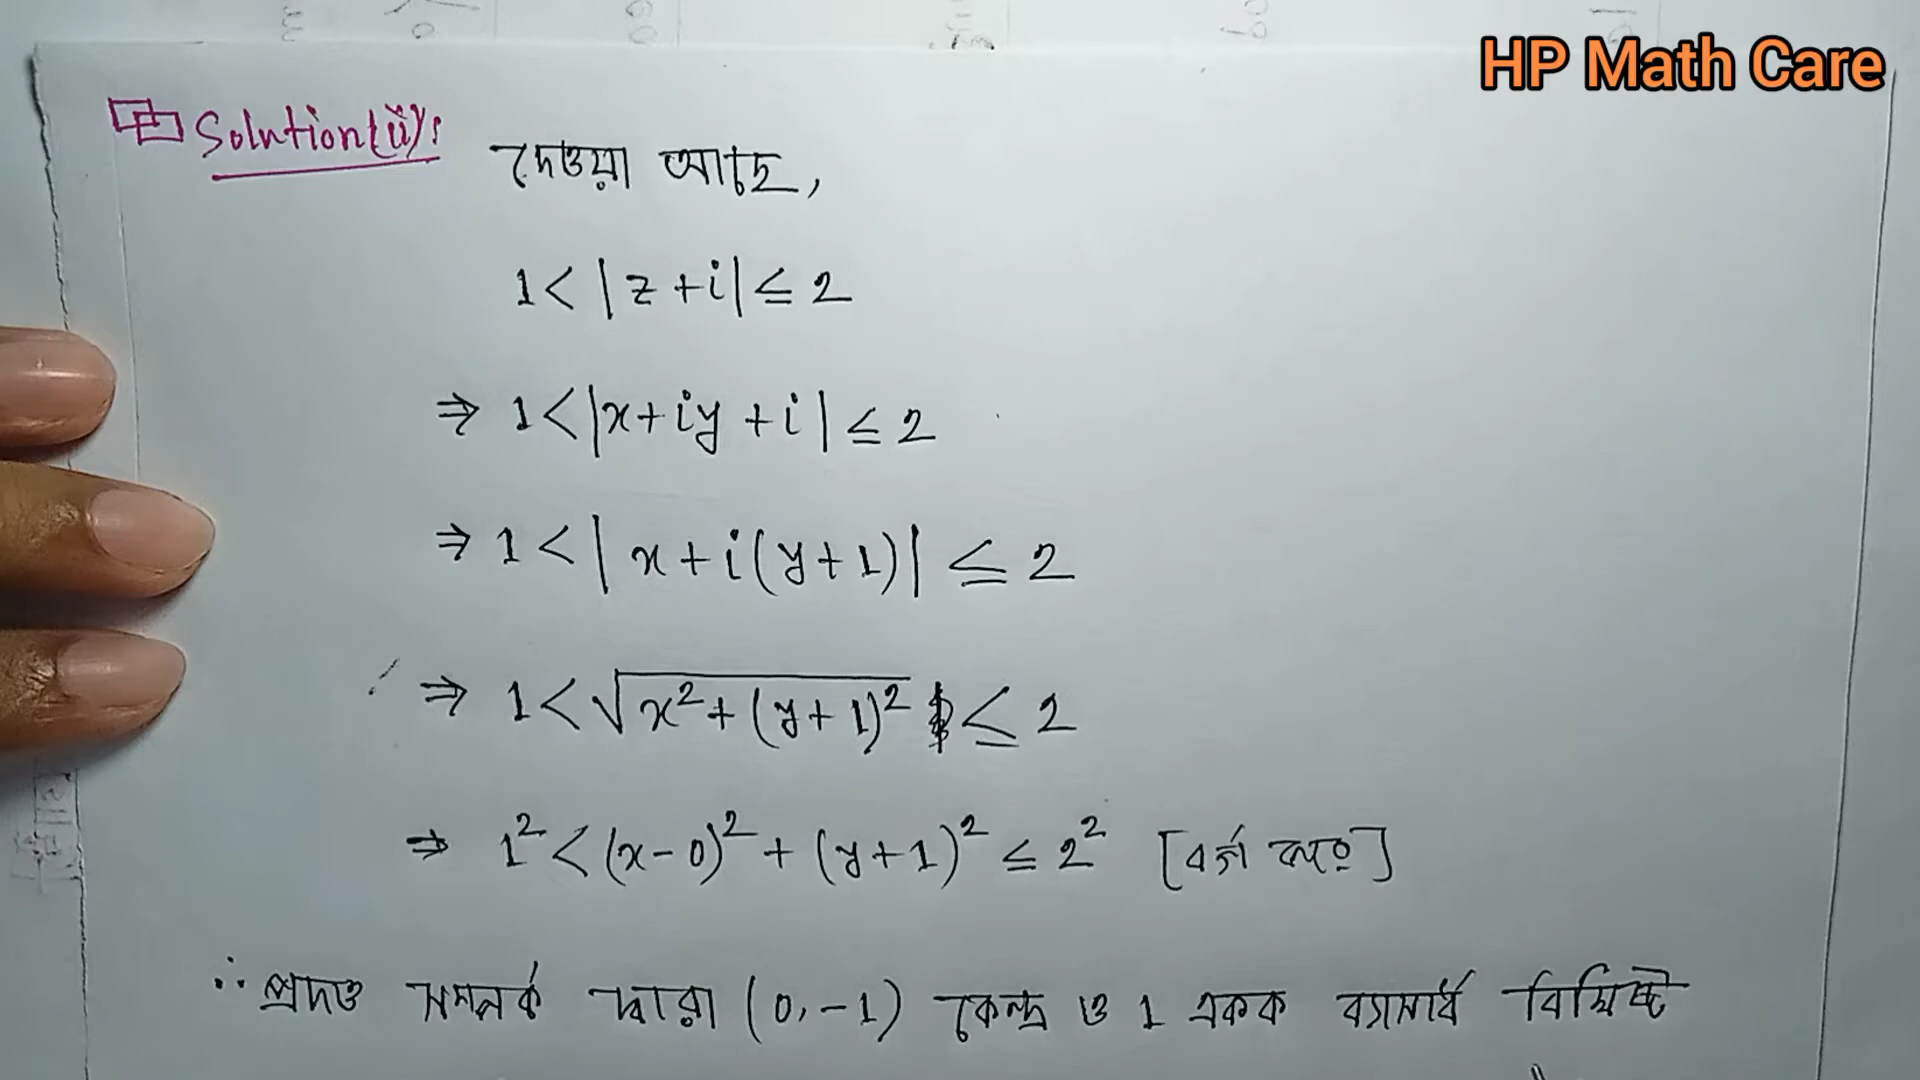 HP Math Care
Solution(ii):
দেওয়া আছে,
1 < |z + i| ≤ 2
⇒ 1 < |x + iy + i| ≤ 2
⇒ 1 < | x + i(y + 1)| ≤ 2
⇒ 1 < √x² + (y + 1)² ≤ 2
⇒ 1² < (x - 0)² + (y + 1)² ≤ 2² [বর্গ করে]
∴ প্রদত্ত সম্পর্ক দ্বারা (0, -1) কেন্দ্র ও 1 একক ব্যাসার্ধ বিশিষ্ট